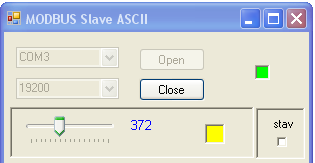 MODBUS Slave ASCII
COM3
Open
19200
Close
372
stav